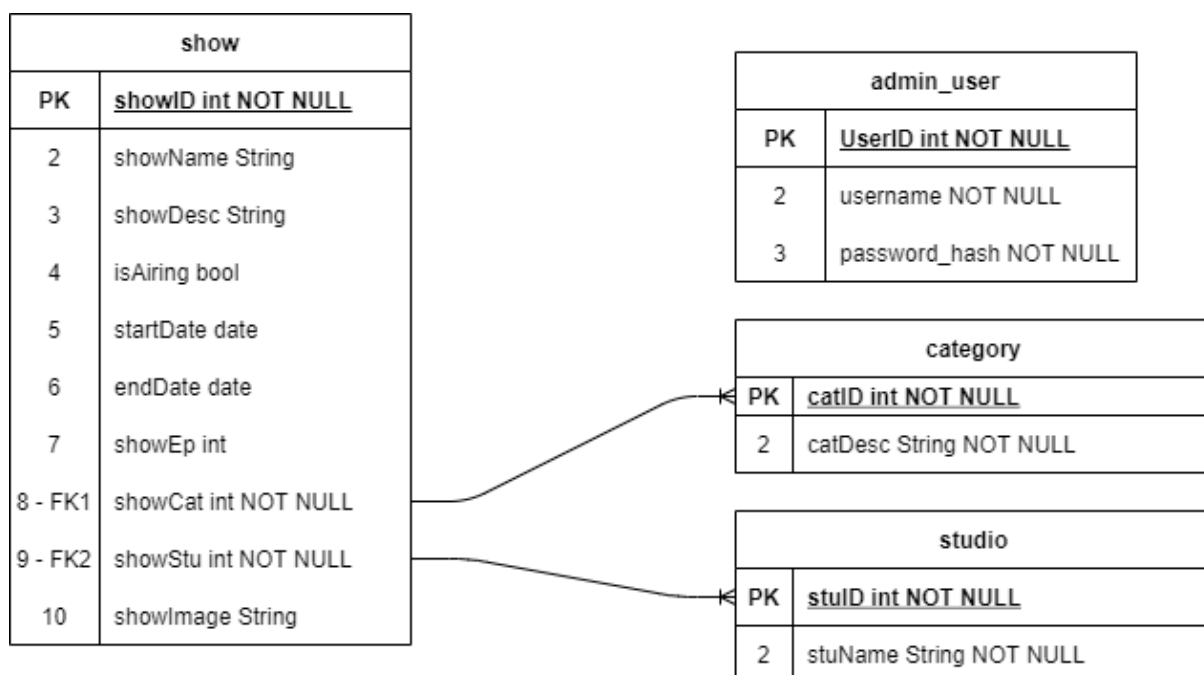 show
PK showID int NOT NULL
2 showName String
3 showDesc String
4 isAiring bool
5 startDate date
6 endDate date
7 showEp int
8 - FK1 showCat int NOT NULL
9 - FK2 showStu int NOT NULL
10 showImage String
admin_user
PK UserID int NOT NULL
2 username NOT NULL
3 password_hash NOT NULL
category
PK catID int NOT NULL
2 catDesc String NOT NULL
studio
PK stuID int NOT NULL
2 stuName String NOT NULL